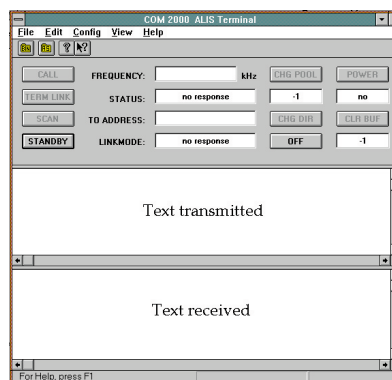 COM 2000 ALIS Terminal
File Edit Config View Help
CALL FREQUENCY: kHz CHG POOL POWER
TERM LINK STATUS: no response -1 no
SCAN TO ADDRESS: CHG DIR CLR BUF
STANDBY LINKMODE: no response OFF -1
Text transmitted
Text received
For Help, press F1